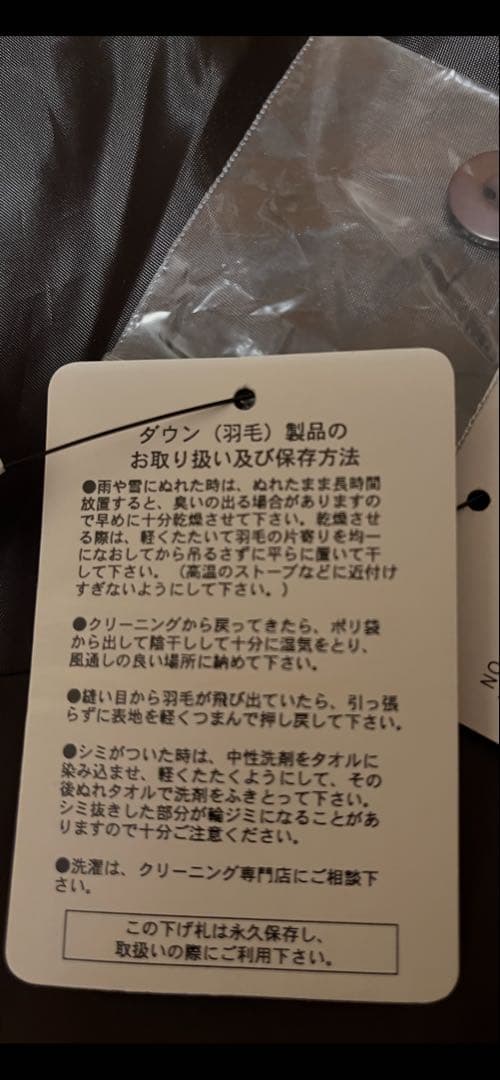 ダウン（羽毛）製品の
お取り扱い及び保存方法
●雨や雪にぬれた時は、ぬれたまま長時間
放置すると、臭いの出る場合がありますの
で早めに十分乾燥させて下さい。乾燥させ
る際は、軽くたたいて羽毛の片寄りを均一
になおしてから吊るさずに平らに置いて干
して下さい。（高温のストーブなどに近付け
すぎないようにして下さい。）
●クリーニングから戻ってきたら、ポリ袋
から出して陰干しして十分に湿気をとり、
風通しの良い場所に納めて下さい。
●縫い目から羽毛が飛び出ていたら、引っ張
らずに表地を軽くつまんで押し戻して下さい。
●シミがついた時は、中性洗剤をタオルに
染み込ませ、軽くたたくようにして、その
後ぬれタオルで洗剤をふきとって下さい。
シミ抜きした部分が輪ジミになることがあ
りますので十分ご注意ください。
●洗濯は、クリーニング専門店にご相談下
さい。
この下げ札は永久保存し、
取扱いの際にご利用下さい。
ON